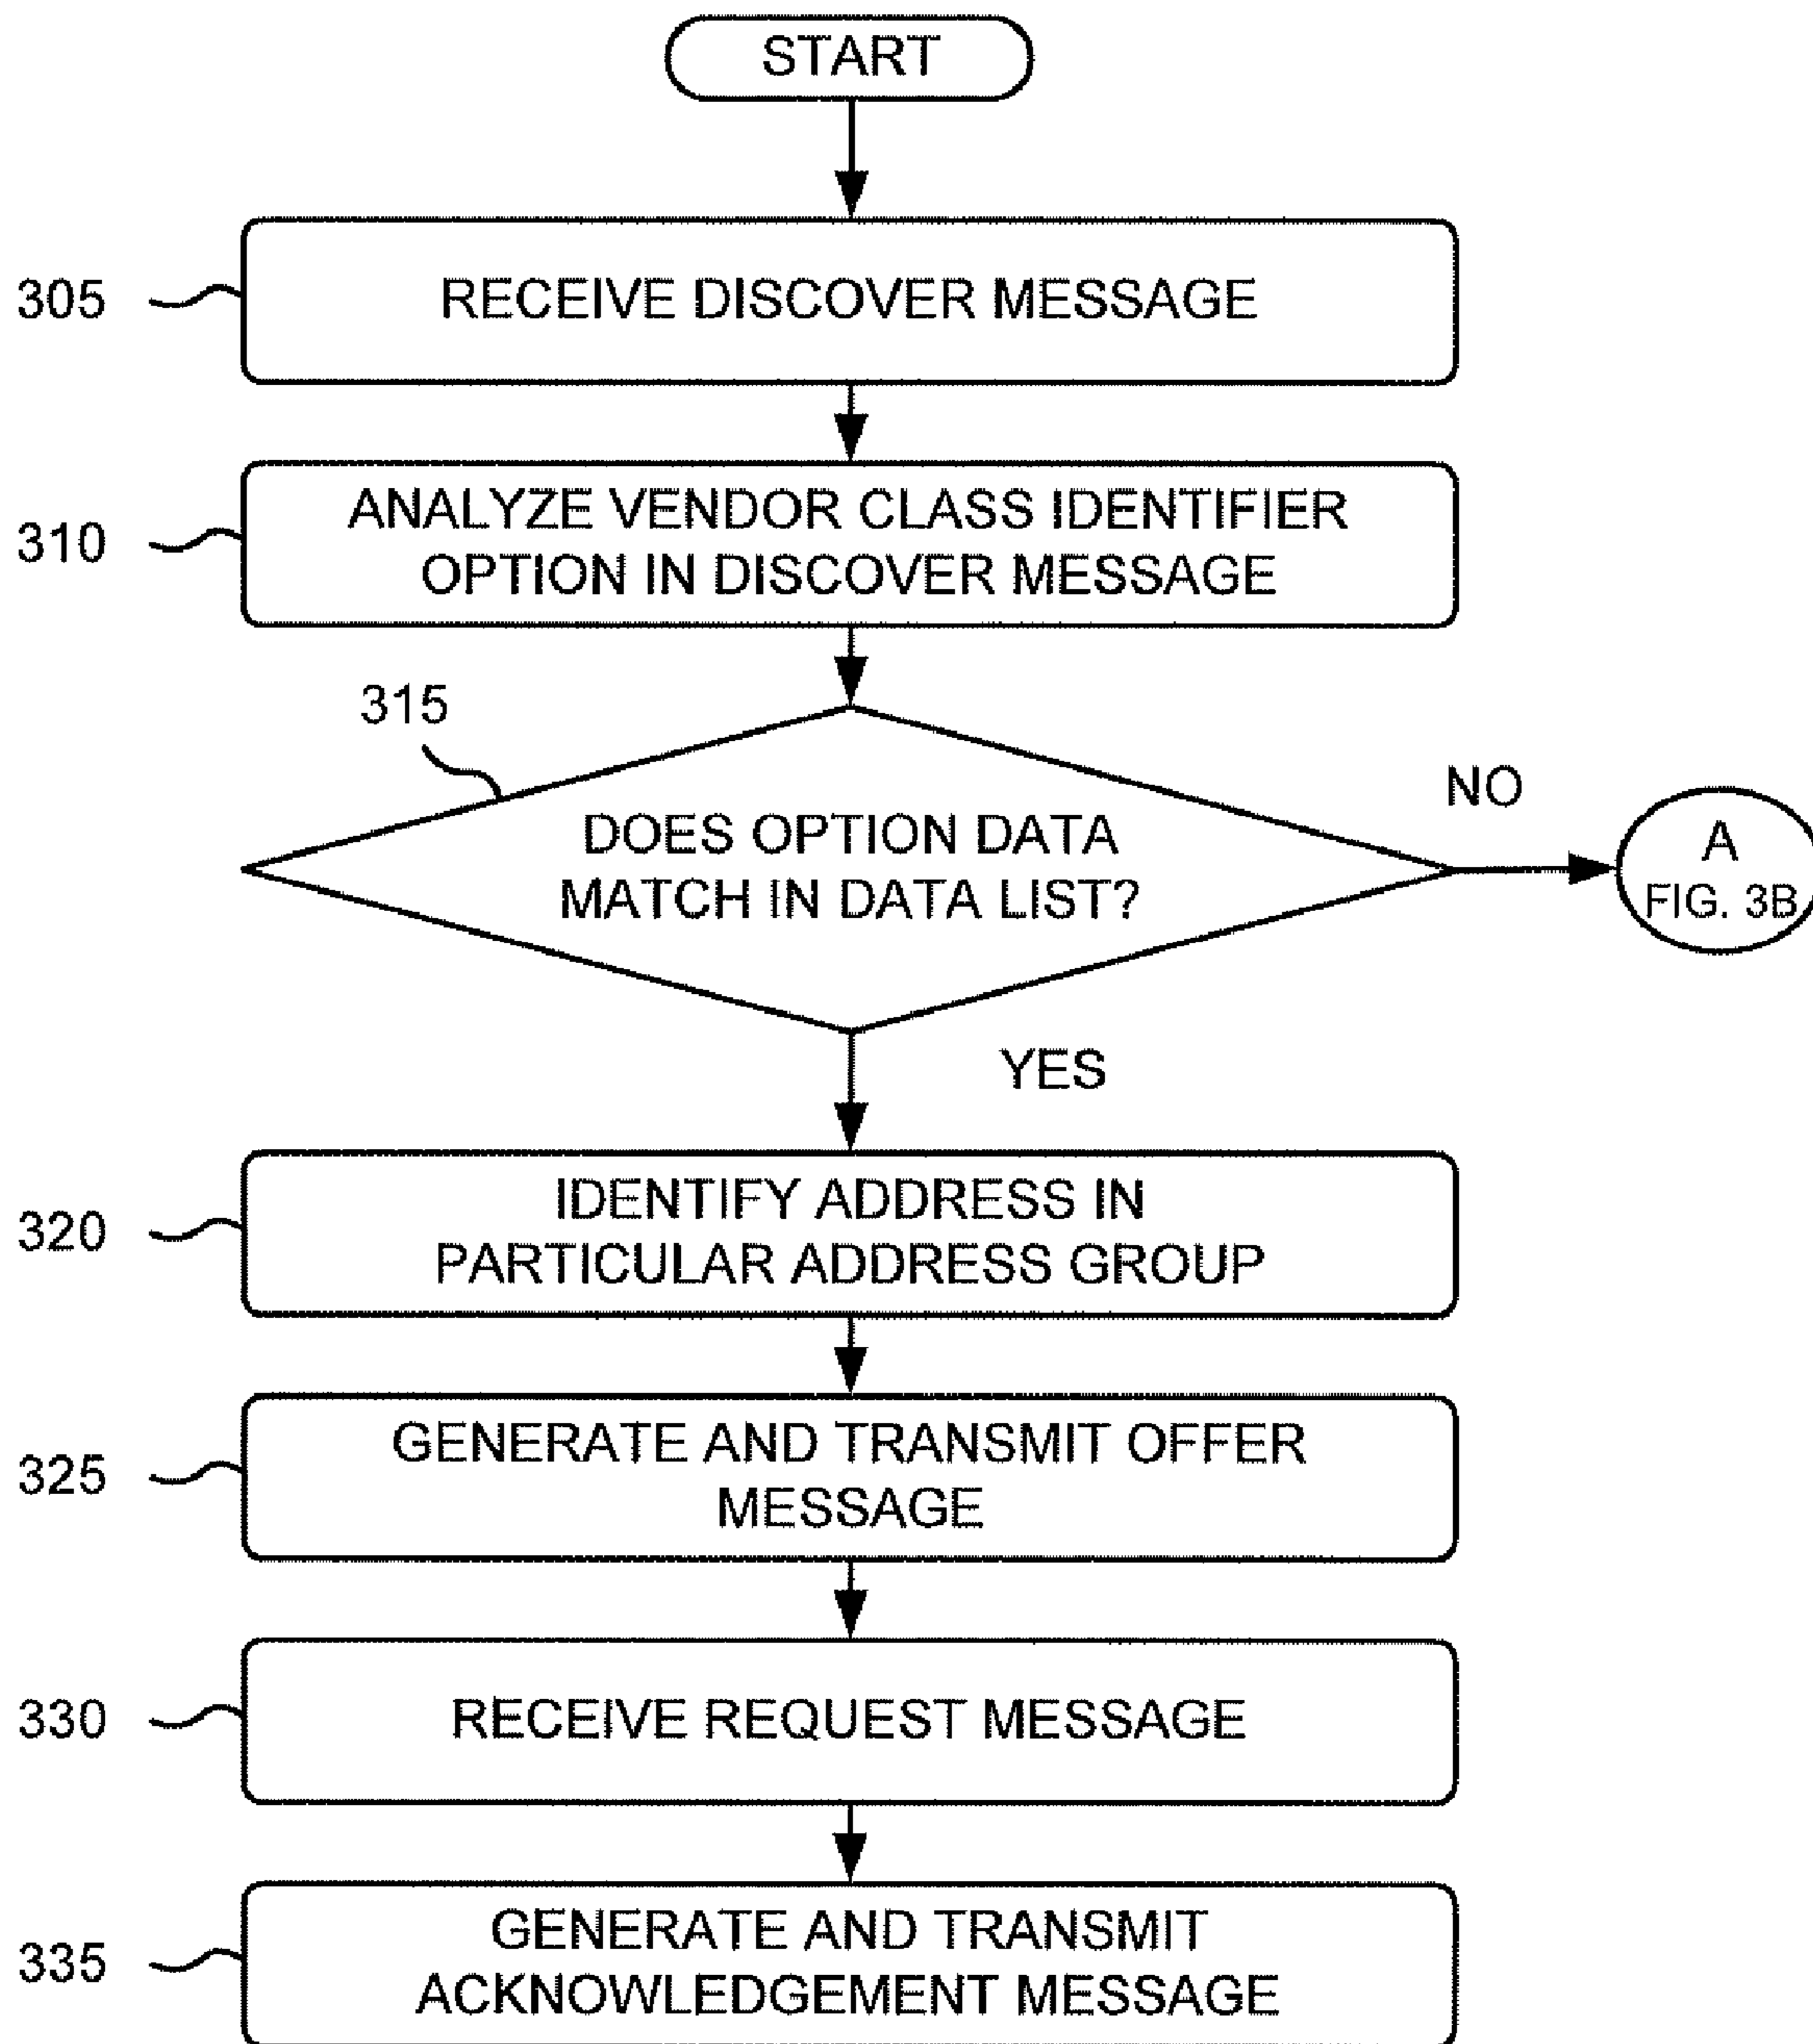 START
305
RECEIVE DISCOVER MESSAGE
310
ANALYZE VENDOR CLASS IDENTIFIER
OPTION IN DISCOVER MESSAGE
315
DOES OPTION DATA
MATCH IN DATA LIST?
NO
A
FIG. 3B
YES
320
IDENTIFY ADDRESS IN
PARTICULAR ADDRESS GROUP
325
GENERATE AND TRANSMIT OFFER
MESSAGE
330
RECEIVE REQUEST MESSAGE
335
GENERATE AND TRANSMIT
ACKNOWLEDGEMENT MESSAGE